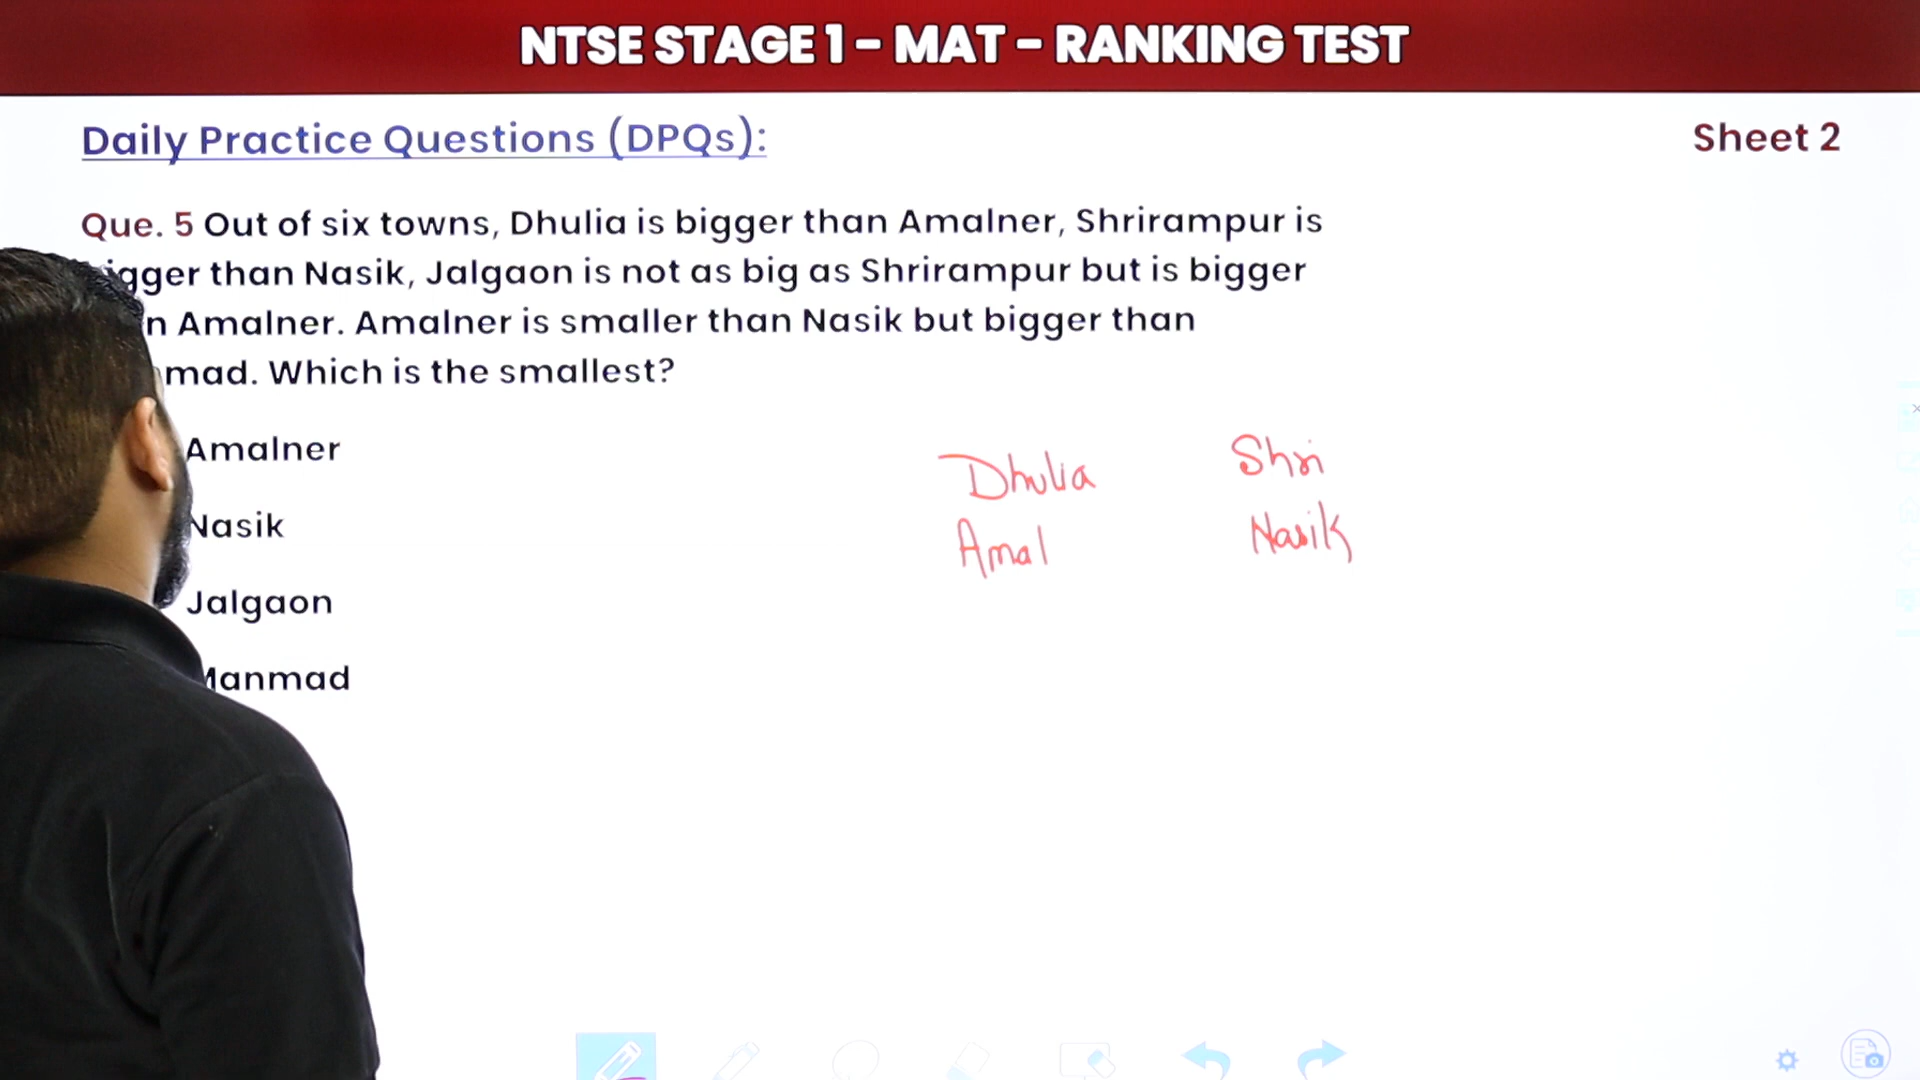 NTSE STAGE 1 – MAT – RANKING TEST
Daily Practice Questions (DPQs):
Sheet 2
Que. 5 Out of six towns, Dhulia is bigger than Amalner, Shrirampur is
igger than Nasik, Jalgaon is not as big as Shrirampur but is bigger
n Amalner. Amalner is smaller than Nasik but bigger than
mad. Which is the smallest?
Amalner
Nasik
Jalgaon
Manmad
Dhulia
Shri
Amal
Nasik